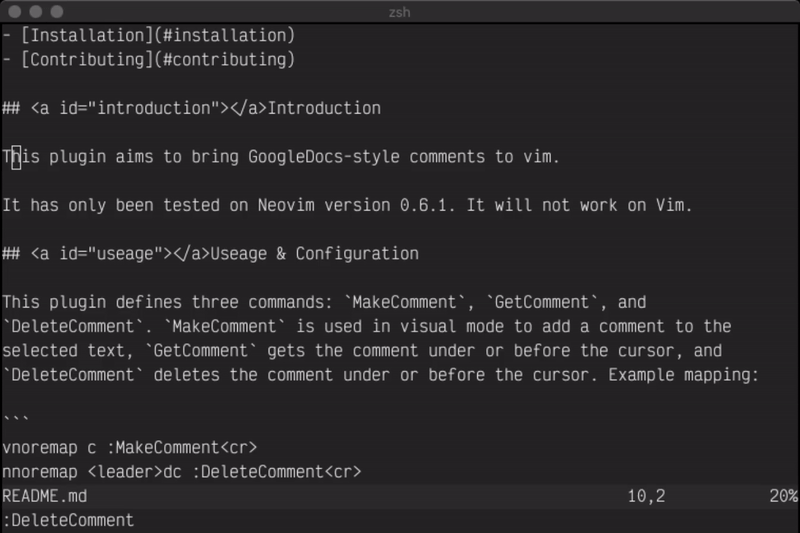 zsh
- [Installation](#installation)
- [Contributing](#contributing)
## <a id="introduction"></a>Introduction
This plugin aims to bring GoogleDocs-style comments to vim.
It has only been tested on Neovim version 0.6.1. It will not work on Vim.
## <a id="useage"></a>Useage & Configuration
This plugin defines three commands: `MakeComment`, `GetComment`, and
`DeleteComment`. `MakeComment` is used in visual mode to add a comment to the
selected text, `GetComment` gets the comment under or before the cursor, and
`DeleteComment` deletes the comment under or before the cursor. Example mapping:
```
vnoremap c :MakeComment<cr>
nnoremap <leader>dc :DeleteComment<cr>
README.md 10,2 20%
:DeleteComment